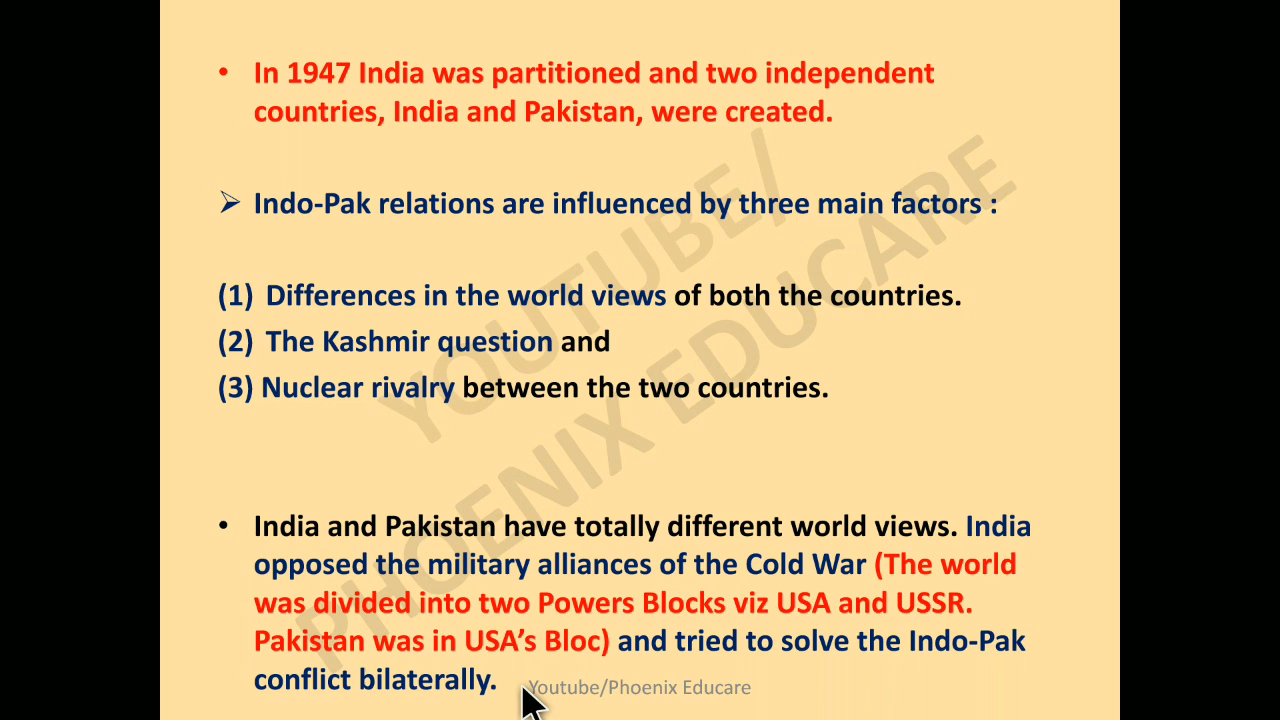 • In 1947 India was partitioned and two independent
countries, India and Pakistan, were created.
➢ Indo-Pak relations are influenced by three main factors :
(1) Differences in the world views of both the countries.
(2) The Kashmir question and
(3) Nuclear rivalry between the two countries.
• India and Pakistan have totally different world views. India
opposed the military alliances of the Cold War (The world
was divided into two Powers Blocks viz USA and USSR.
Pakistan was in USA’s Bloc) and tried to solve the Indo-Pak
conflict bilaterally.
Youtube/Phoenix Educare
YOUTUBE/
PHOENIX EDUCARE